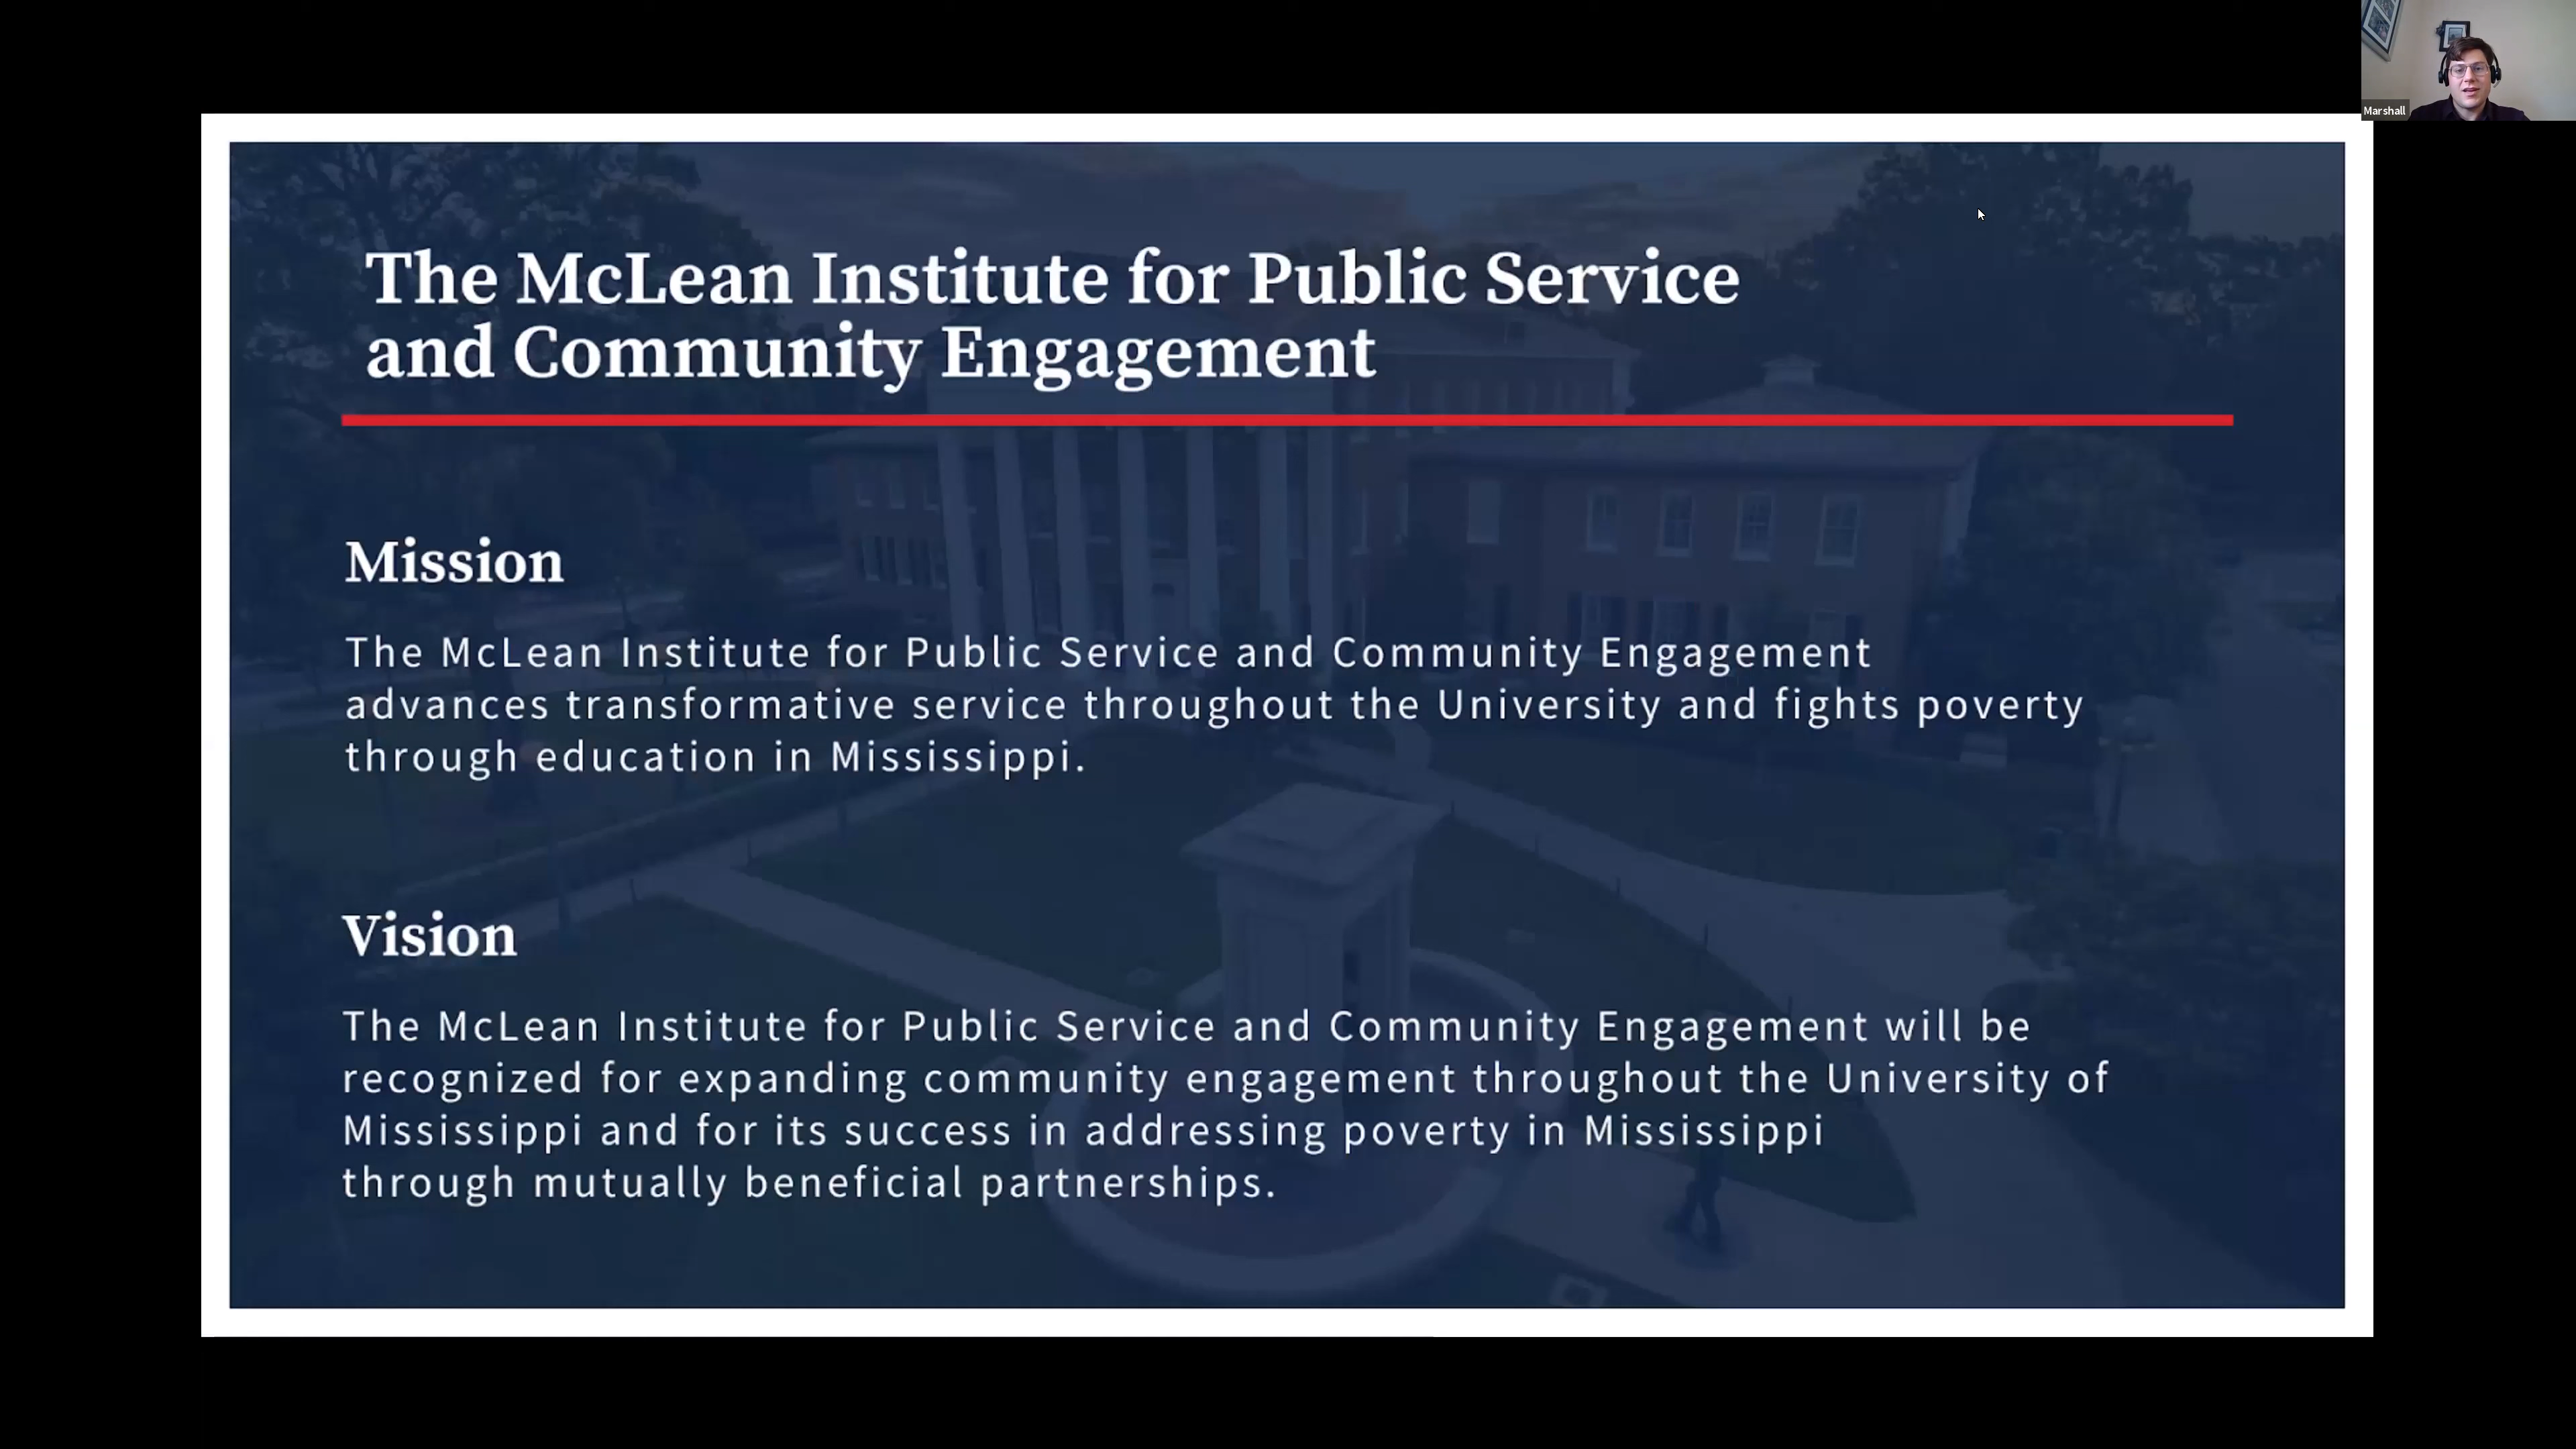 Marshall
The McLean Institute for Public Service
and Community Engagement
Mission
The McLean Institute for Public Service and Community Engagement
advances transformative service throughout the University and fights poverty
through education in Mississippi.
Vision
The McLean Institute for Public Service and Community Engagement will be
recognized for expanding community engagement throughout the University of
Mississippi and for its success in addressing poverty in Mississippi
through mutually beneficial partnerships.